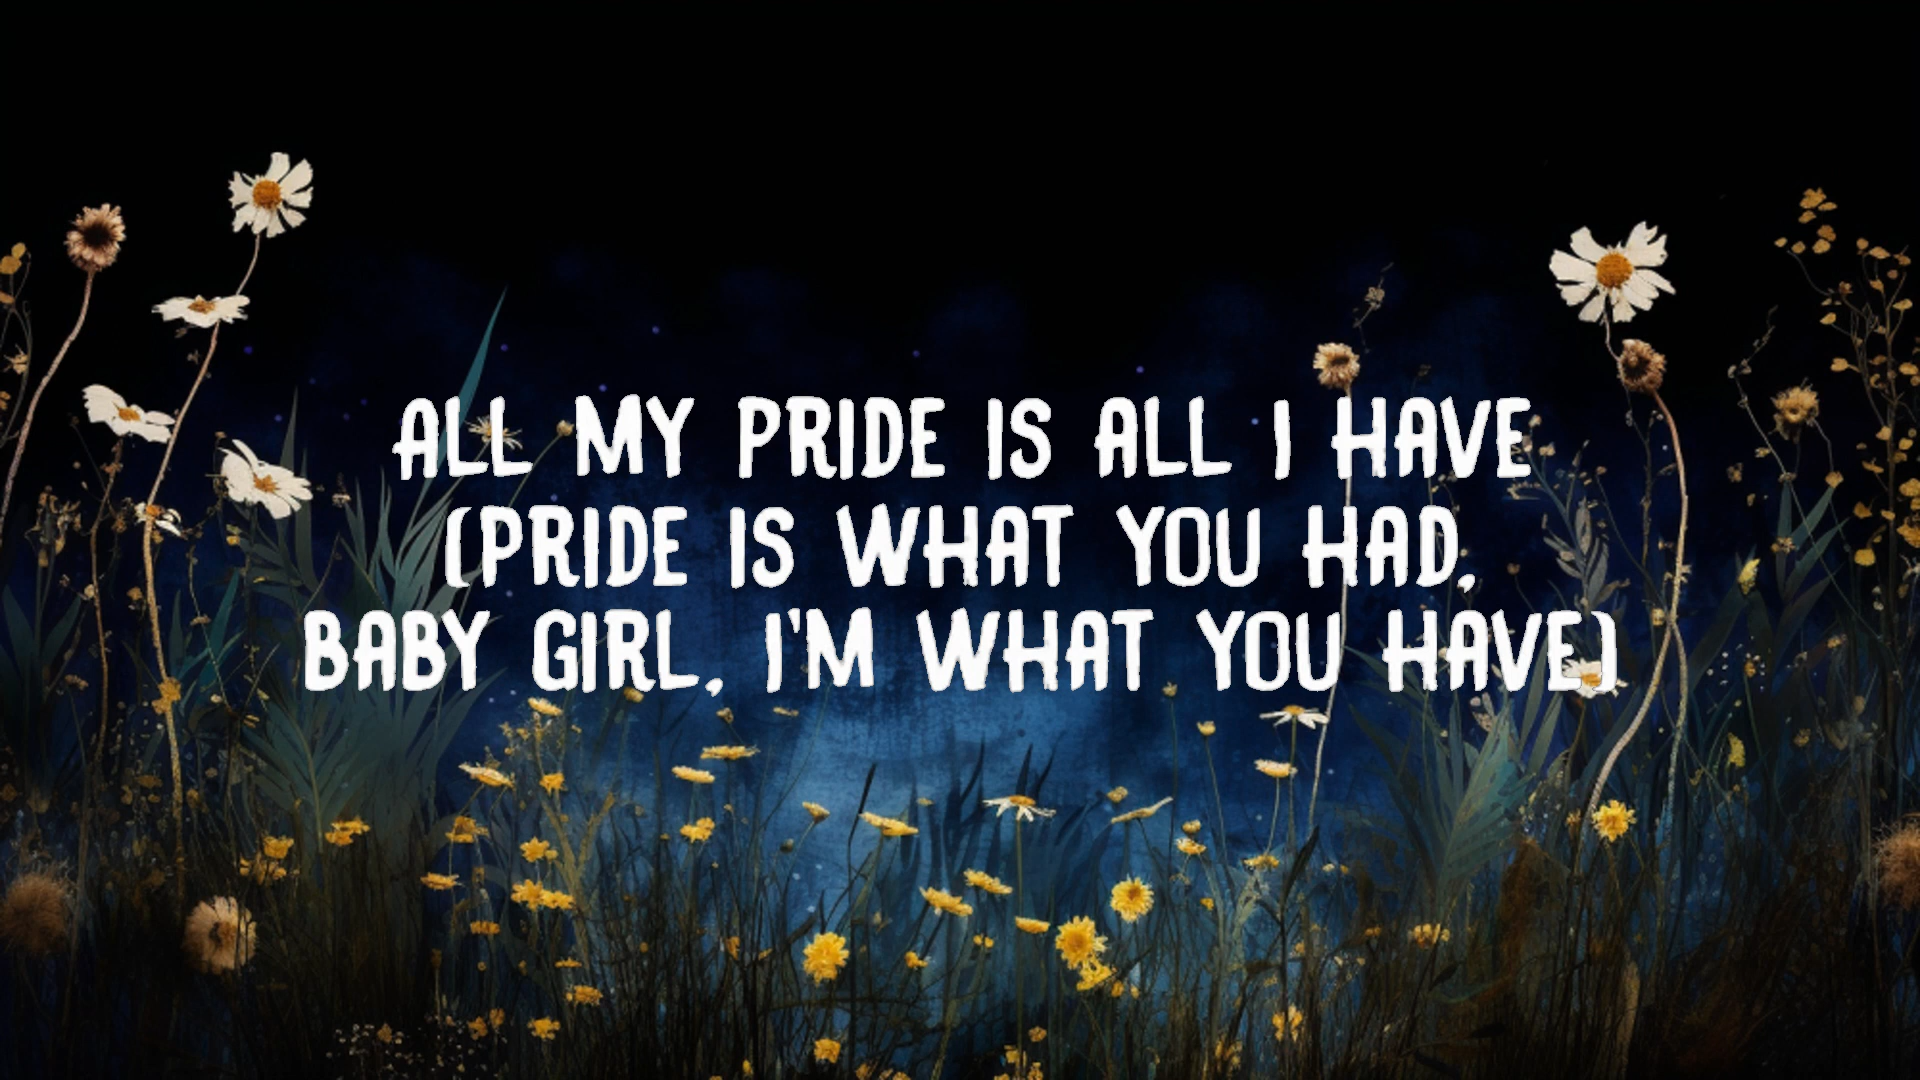 ALL MY PRIDE IS ALL I HAVE
(PRIDE IS WHAT YOU HAD,
BABY GIRL, I'M WHAT YOU HAVE)